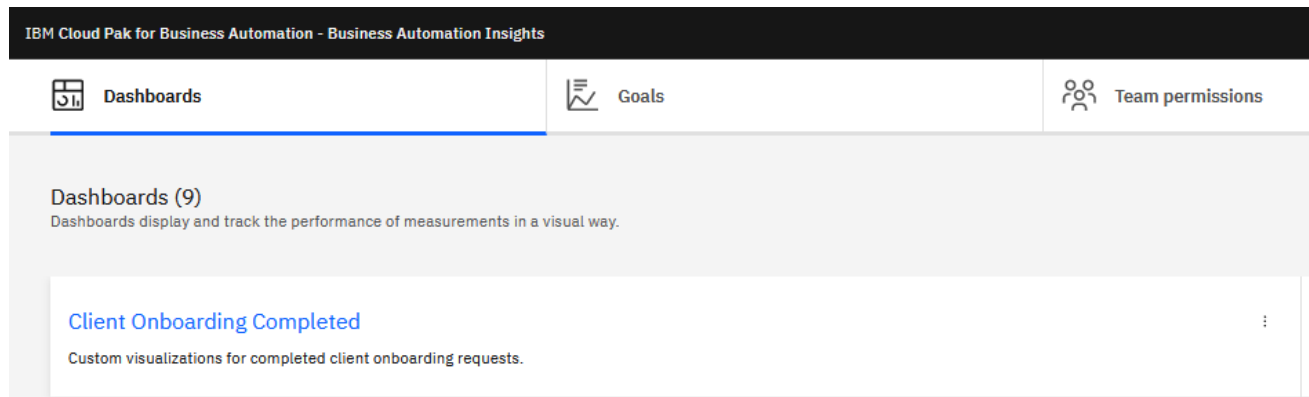 IBM Cloud Pak for Business Automation - Business Automation Insights
Dashboards
Goals
Team permissions
Dashboards (9)
Dashboards display and track the performance of measurements in a visual way.
Client Onboarding Completed
Custom visualizations for completed client onboarding requests.